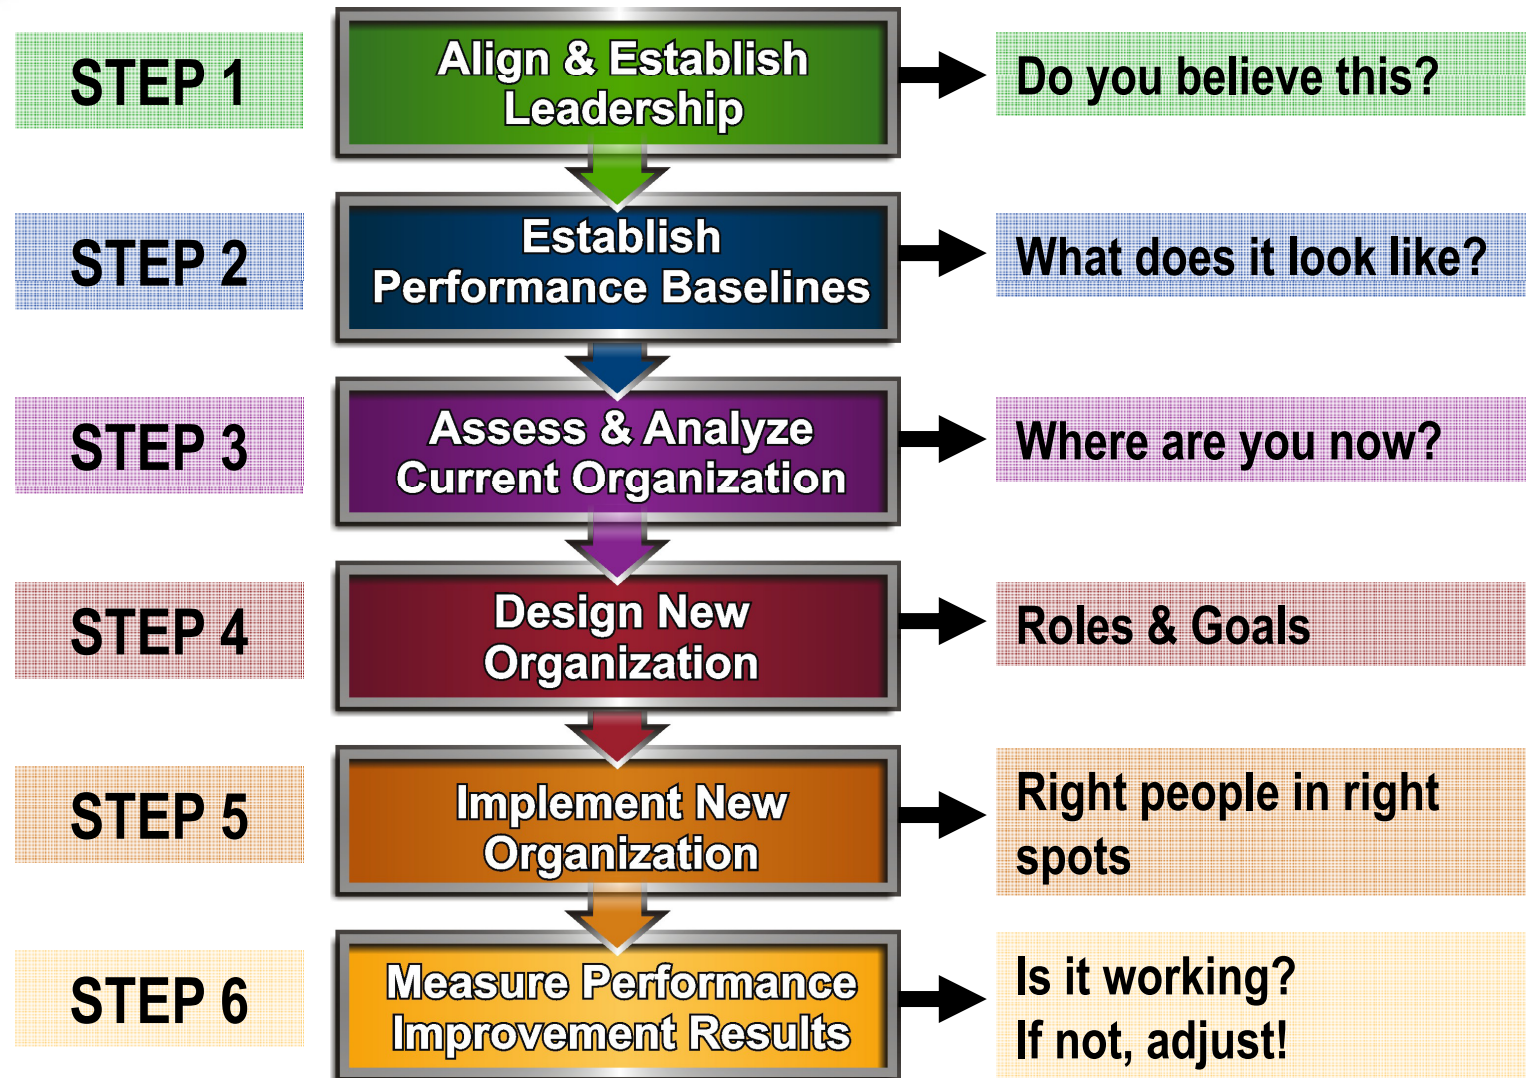 STEP 1
Align & Establish
Leadership
Do you believe this?
STEP 2
Establish
Performance Baselines
What does it look like?
STEP 3
Assess & Analyze
Current Organization
Where are you now?
STEP 4
Design New
Organization
Roles & Goals
STEP 5
Implement New
Organization
Right people in right
spots
STEP 6
Measure Performance
Improvement Results
Is it working?
If not, adjust!